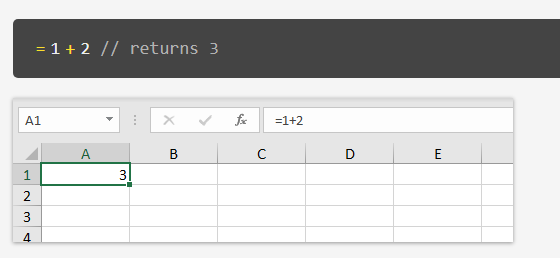 = 1 + 2 // returns 3
A1 fx =1+2
A B C D E
1 3
2
3
4